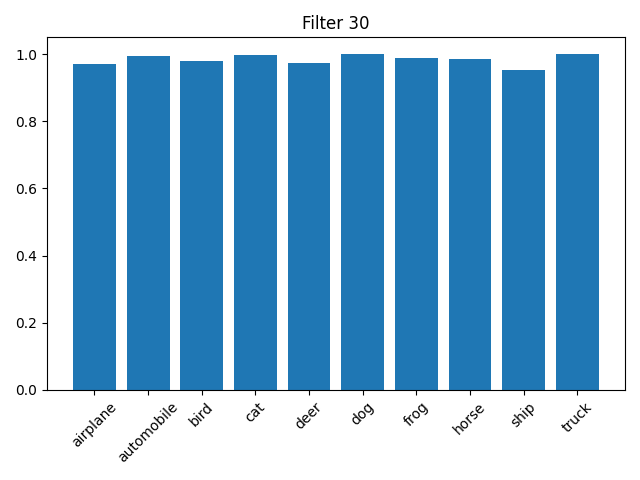 Filter 30
1.0
0.8
0.6
0.4
0.2
0.0
airplane
automobile
bird
cat
deer
dog
frog
horse
ship
truck